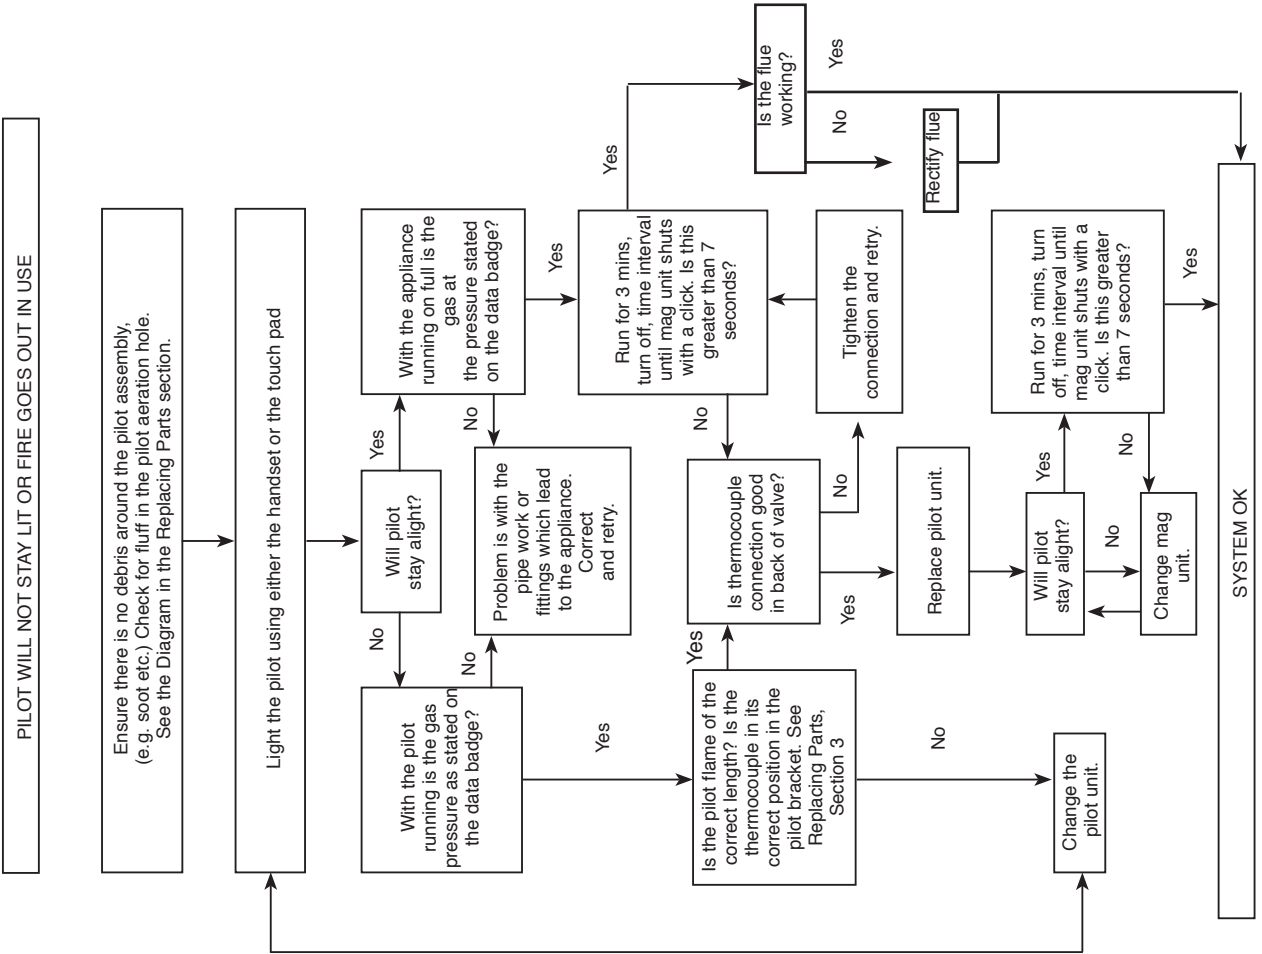 PILOT WILL NOT STAY LIT OR FIRE GOES OUT IN USE
Ensure there is no debris around the pilot assembly,
(e.g. soot etc.) Check for fluff in the pilot aeration hole.
See the Diagram in the Replacing Parts section.
Light the pilot using either the handset or the touch pad
Will pilot
stay alight?
No
Yes
With the pilot
running is the gas
pressure as stated on
the data badge?
With the appliance
running on full is the
gas at
the pressure stated
on the data badge?
No
No
Problem is with the
pipe work or
fittings which lead
to the appliance.
Correct
and retry.
Yes
Yes
Run for 3 mins,
turn off, time interval
until mag unit shuts
with a click. Is this
greater than 7
seconds?
Yes
Is the flue
working?
No
Yes
Rectify flue
Is the pilot flame of the
correct length? Is the
thermocouple in its
correct position in the
pilot bracket. See
Replacing Parts,
Section 3
Yes
No
Is thermocouple
connection good
in back of valve?
No
Tighten the
connection and retry.
Yes
Replace pilot unit.
No
Change the
pilot unit.
Will pilot
stay alight?
Yes
Run for 3 mins, turn
off, time interval until
mag unit shuts with a
click. Is this greater
than 7 seconds?
No
No
Change mag
unit.
Yes
SYSTEM OK